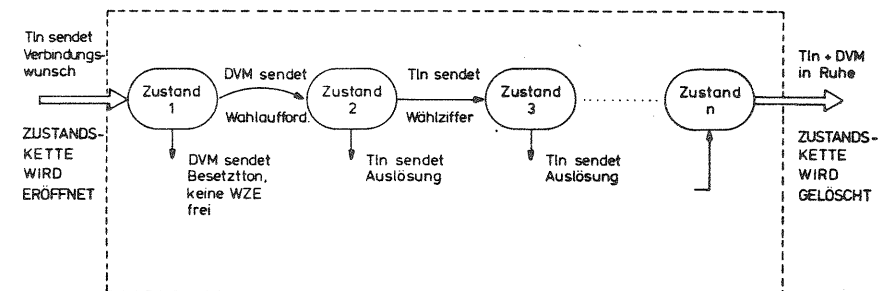 Tln sendet
Verbindungs-
wunsch
ZUSTANDS-
KETTE
WIRD
ERÖFFNET
Zustand
1
DVM sendet
Wahlaufford.
DVM sendet
Besetztton,
keine WZE
frei
Zustand
2
Tln sendet
Wählziffer
Tln sendet
Auslösung
Zustand
3
Tln sendet
Auslösung
Zustand
n
Tln + DVM
in Ruhe
ZUSTANDS-
KETTE
WIRD
GELÖSCHT